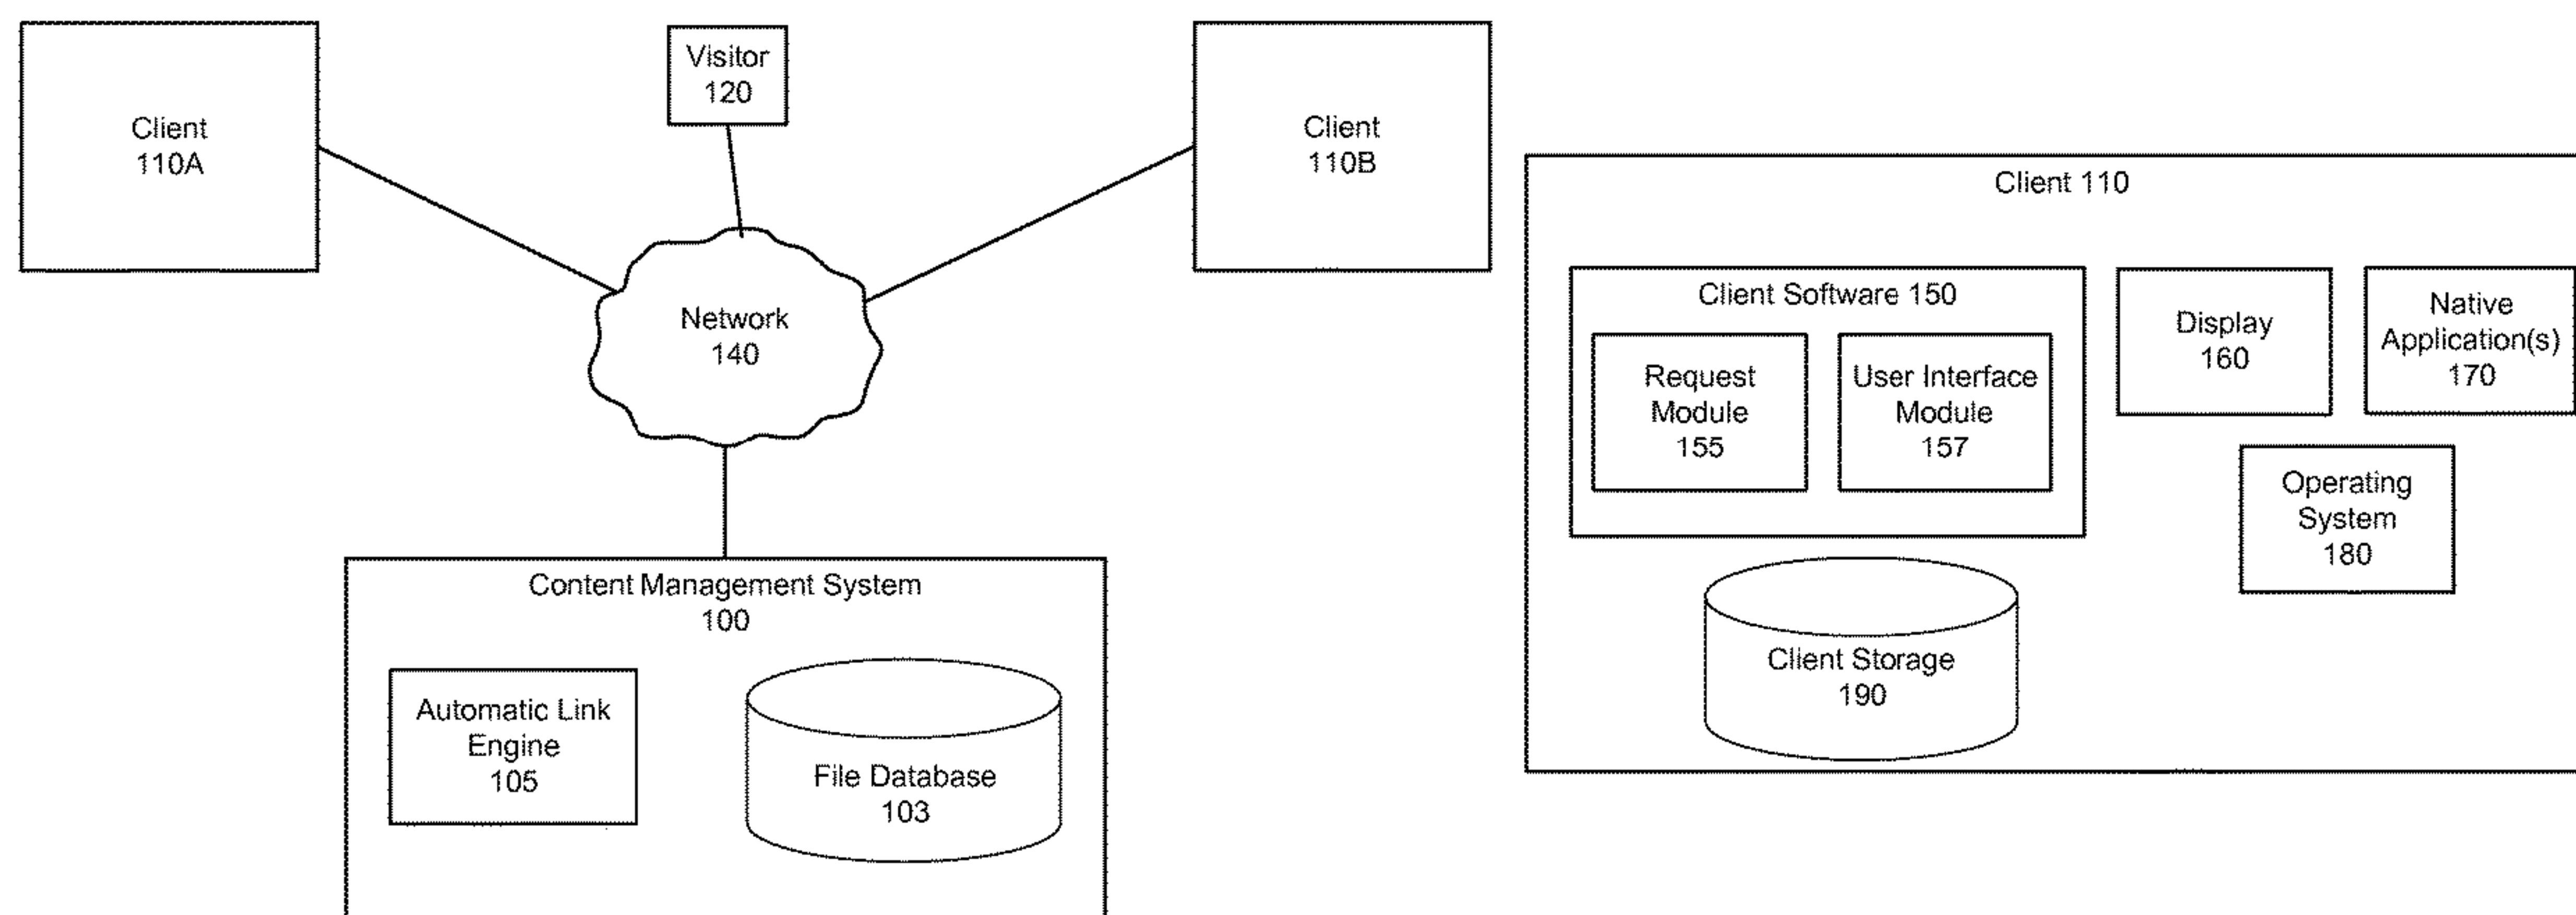 Client
110A
Visitor
120
Client
110B
Network
140
Content Management System
100
Automatic Link
Engine
105
File Database
103
Client 110
Client Software 150
Request
Module
155
User Interface
Module
157
Display
160
Native
Application(s)
170
Operating
System
180
Client Storage
190